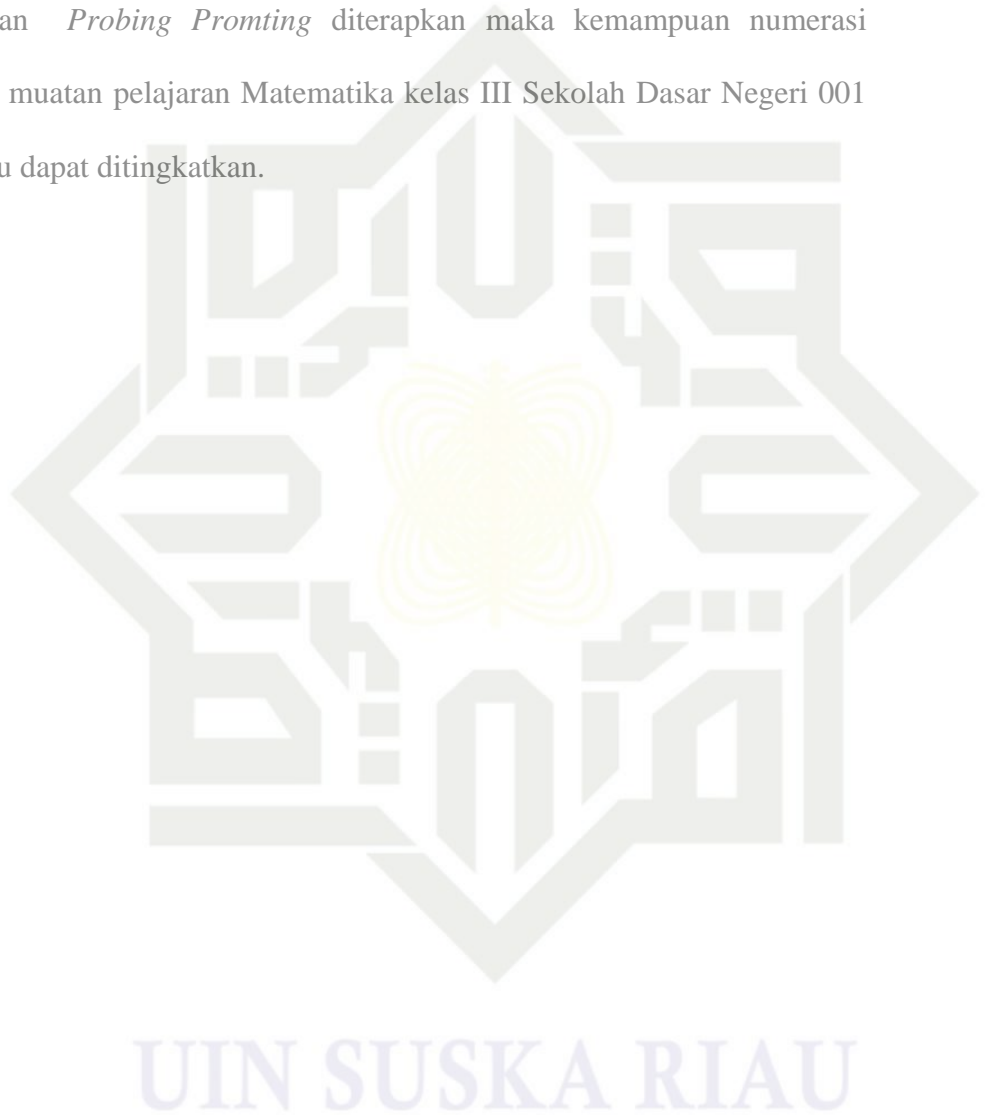 an Probing Promting diterapkan maka kemampuan numerasi
muatan pelajaran Matematika kelas III Sekolah Dasar Negeri 001
u dapat ditingkatkan.
UIN SUSKA RIAU